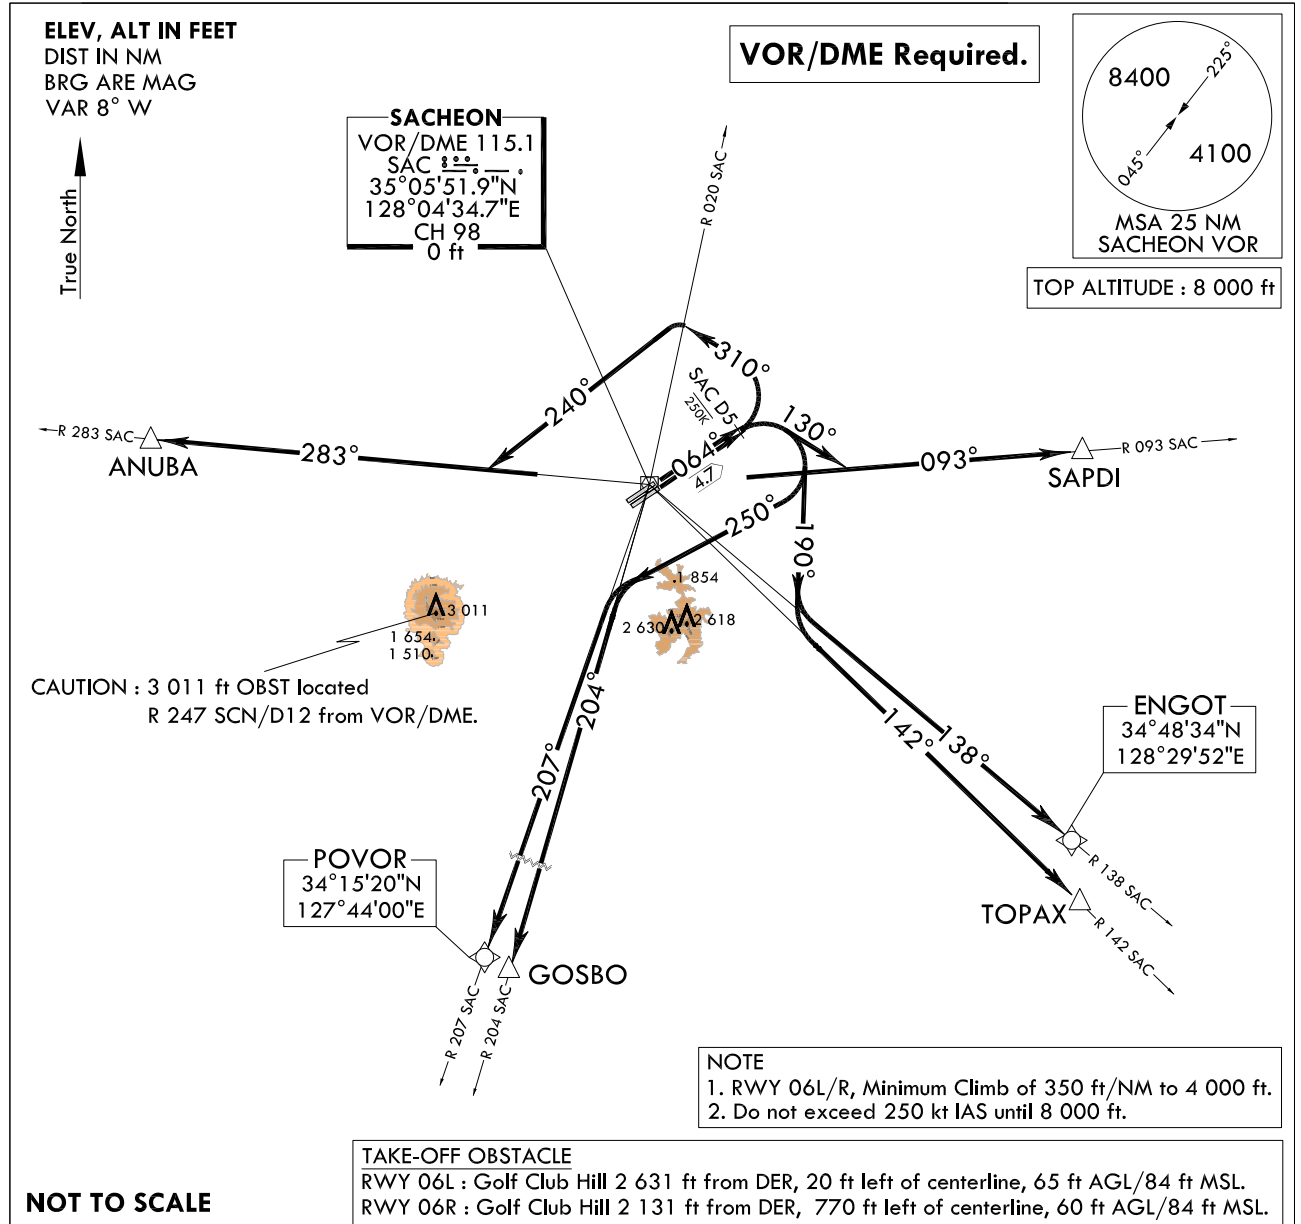 ELEV, ALT IN FEET
DIST IN NM
BRG ARE MAG
VAR 8° W
True North
VOR/DME Required.
8400
4100
225°
045°
MSA 25 NM
SACHEON VOR
TOP ALTITUDE : 8 000 ft
SACHEON
VOR/DME 115.1
SAC
35°05'51.9"N
128°04'34.7"E
CH 98
0 ft
R 020 SAC
310°
240°
SAC D5
250K
130°
064°
4.7
R 283 SAC
ANUBA
283°
093°
R 093 SAC
SAPDI
250°
190°
1 854
2 630
2 618
3 011
1 654
1 510
CAUTION : 3 011 ft OBST located
R 247 SCN/D12 from VOR/DME.
204°
207°
142°
138°
ENGOT
34°48'34"N
128°29'52"E
R 138 SAC
TOPAX
R 142 SAC
POVOR
34°15'20"N
127°44'00"E
GOSBO
R 207 SAC
R 204 SAC
NOTE
1. RWY 06L/R, Minimum Climb of 350 ft/NM to 4 000 ft.
2. Do not exceed 250 kt IAS until 8 000 ft.
TAKE-OFF OBSTACLE
RWY 06L : Golf Club Hill 2 631 ft from DER, 20 ft left of centerline, 65 ft AGL/84 ft MSL.
RWY 06R : Golf Club Hill 2 131 ft from DER, 770 ft left of centerline, 60 ft AGL/84 ft MSL.
NOT TO SCALE